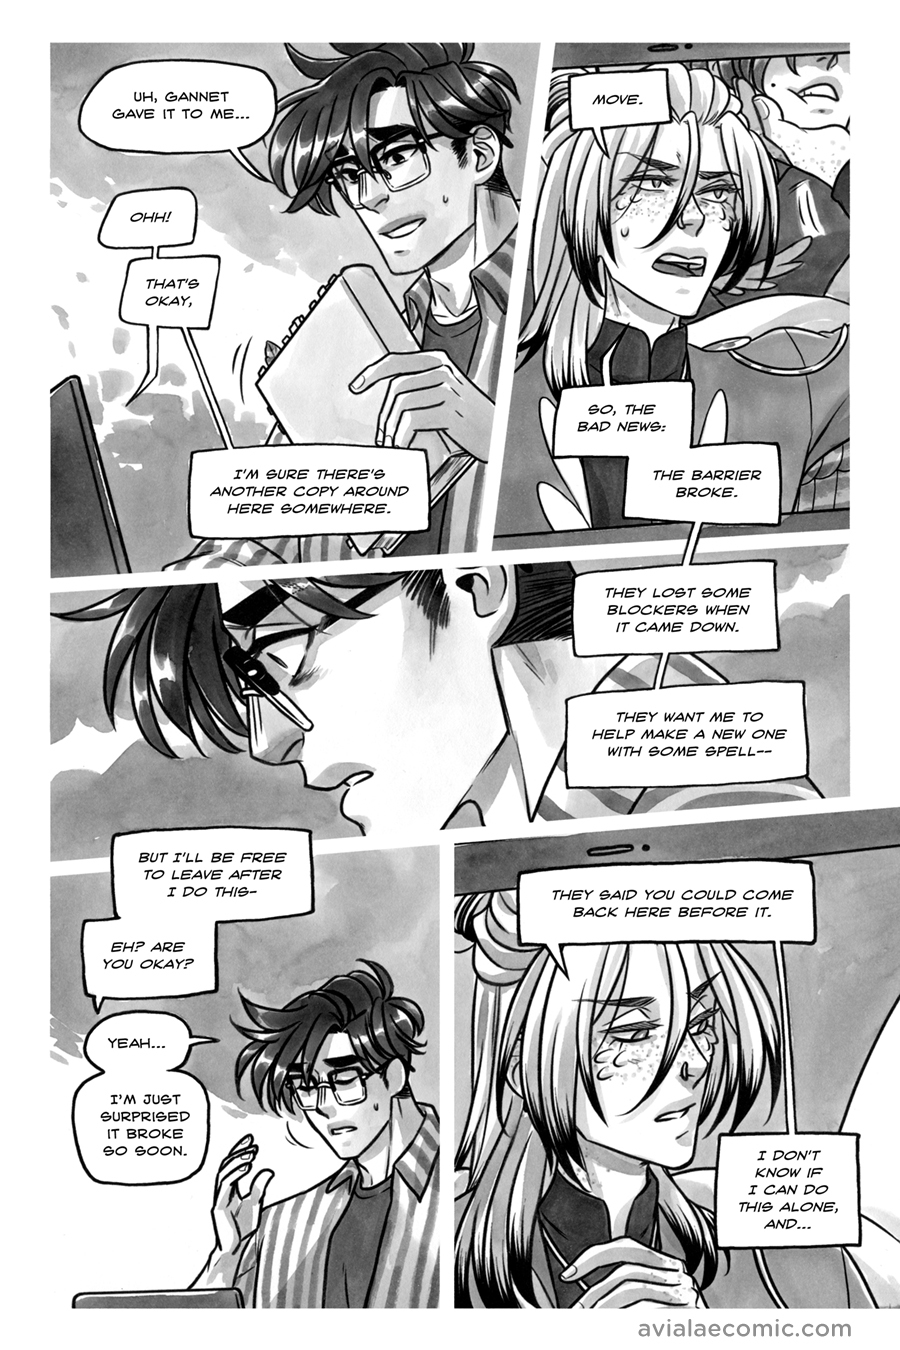 UH, GANNET
GAVE IT TO ME...
OHH!
THAT'S
OKAY,
I'M SURE THERE'S
ANOTHER COPY AROUND
HERE SOMEWHERE.
MOVE.
SO, THE
BAD NEWS:
THE BARRIER
BROKE.
THEY LOST SOME
BLOCKERS WHEN
IT CAME DOWN.
THEY WANT ME TO
HELP MAKE A NEW ONE
WITH SOME SPELL--
BUT I'LL BE FREE
TO LEAVE AFTER
I DO THIS-
EH? ARE
YOU OKAY?
YEAH...
I'M JUST
SURPRISED
IT BROKE
SO SOON.
THEY SAID YOU COULD COME
BACK HERE BEFORE IT.
I DON'T
KNOW IF
I CAN DO
THIS ALONE,
AND...
avialaecomic.com